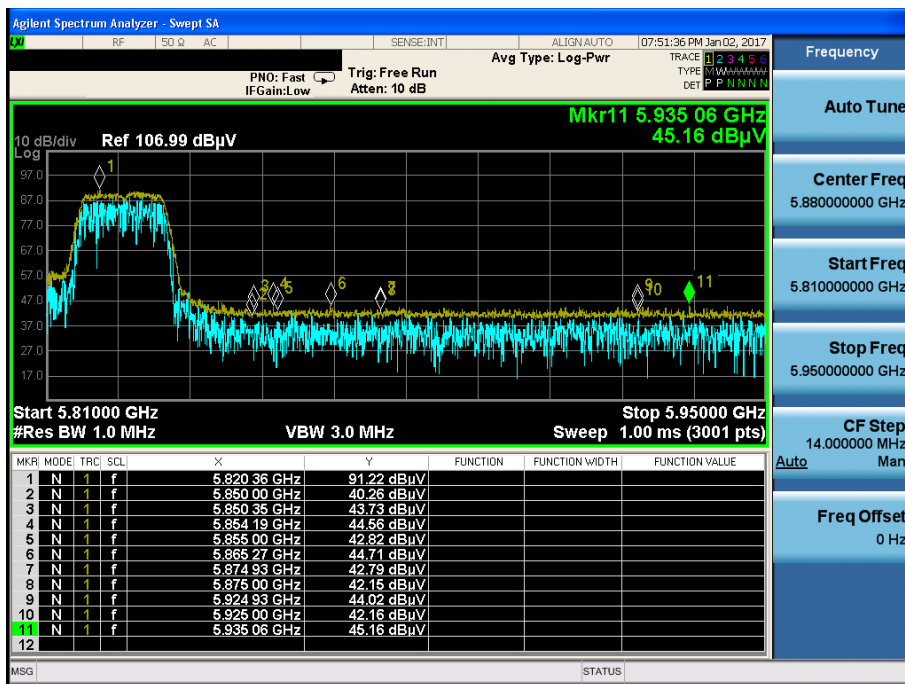 Agilent Spectrum Analyzer - Swept SA
LXI RF 50 Ω AC SENSE:INT ALIGN AUTO 07:51:36 PM Jan 02, 2017
Avg Type: Log-Pwr
TRACE 1 2 3 4 5 6
PNO: Fast Trig: Free Run
TYPE M W W W W W
IFGain:Low Atten: 10 dB
DET P P N N N N
Mkr11 5.935 06 GHz
45.16 dBµV
10 dB/div Ref 106.99 dBµV
Log
97.0
87.0
77.0
67.0
57.0
47.0
37.0
27.0
17.0
1
2
3
4
5
6
8
9
10
11
Start 5.81000 GHz Stop 5.95000 GHz
#Res BW 1.0 MHz VBW 3.0 MHz Sweep 1.00 ms (3001 pts)
MKR MODE TRC SCL X Y FUNCTION FUNCTION WIDTH FUNCTION VALUE
1 N 1 f 5.820 36 GHz 91.22 dBµV
2 N 1 f 5.850 00 GHz 40.26 dBµV
3 N 1 f 5.850 35 GHz 43.73 dBµV
4 N 1 f 5.854 19 GHz 44.56 dBµV
5 N 1 f 5.855 00 GHz 42.82 dBµV
6 N 1 f 5.865 27 GHz 44.71 dBµV
7 N 1 f 5.874 93 GHz 42.79 dBµV
8 N 1 f 5.875 00 GHz 42.15 dBµV
9 N 1 f 5.924 93 GHz 44.02 dBµV
10 N 1 f 5.925 00 GHz 42.16 dBµV
11 N 1 f 5.935 06 GHz 45.16 dBµV
12
MSG STATUS
Frequency
Auto Tune
Center Freq
5.880000000 GHz
Start Freq
5.810000000 GHz
Stop Freq
5.950000000 GHz
CF Step
14.000000 MHz
Auto Man
Freq Offset
0 Hz